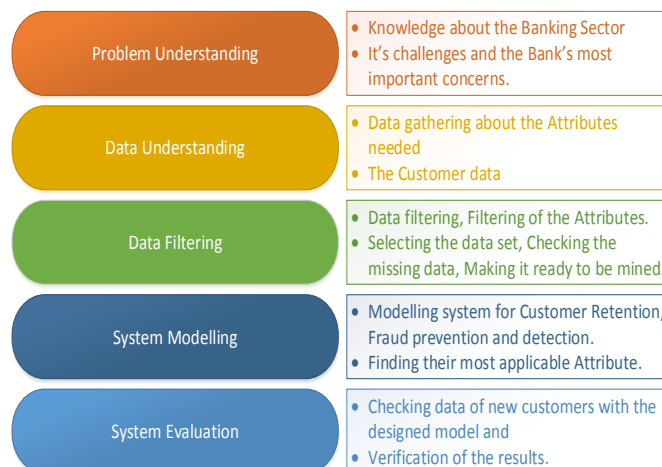 Problem Understanding
• Knowledge about the Banking Sector
• It's challenges and the Bank's most
important concerns.
Data Understanding
• Data gathering about the Attributes
needed
• The Customer data
Data Filtering
• Data filtering, Filtering of the Attributes.
• Selecting the data set, Checking the
missing data, Making it ready to be mined.
System Modelling
• Modelling system for Customer Retention,
Fraud prevention and detection.
• Finding their most applicable Attribute.
System Evaluation
• Checking data of new customers with the
designed model and
• Verification of the results.